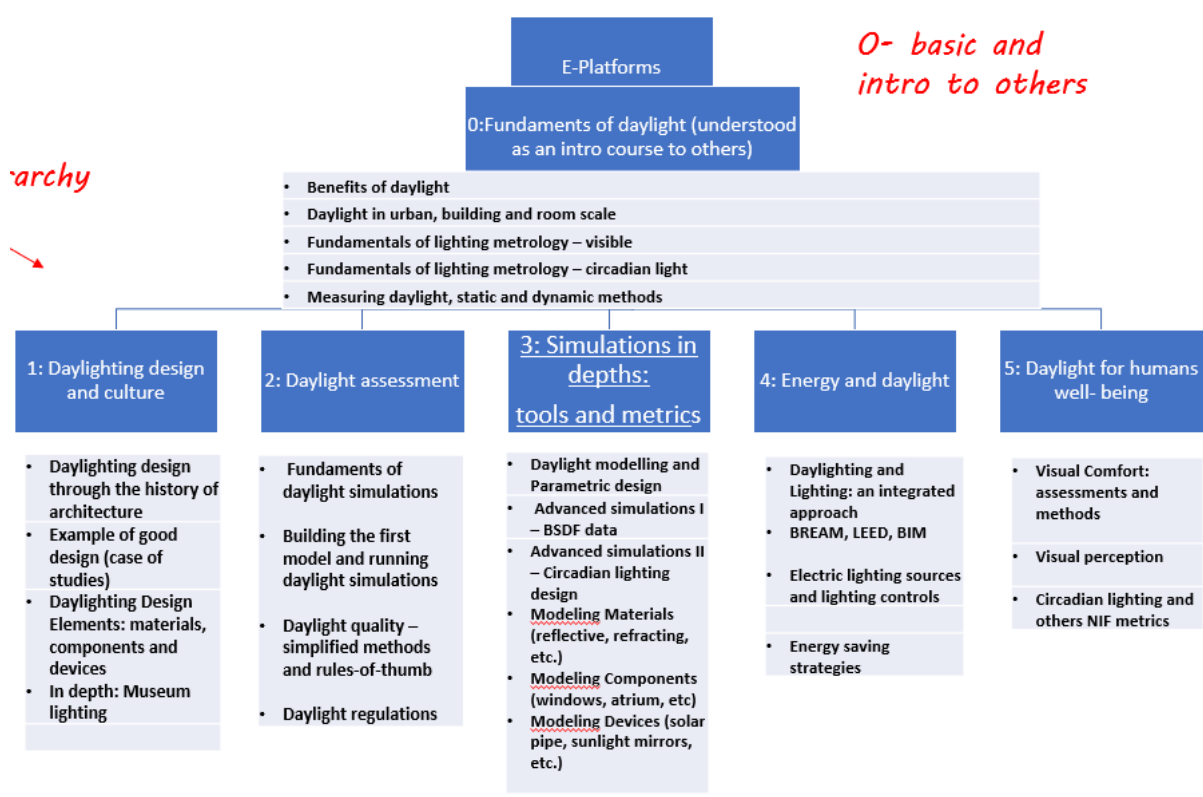 E-Platforms
O- basic and
intro to others
0:Fundaments of daylight (understood
as an intro course to others)
rarchy
• Benefits of daylight
• Daylight in urban, building and room scale
• Fundamentals of lighting metrology – visible
• Fundamentals of lighting metrology – circadian light
• Measuring daylight, static and dynamic methods
1: Daylighting design
and culture
• Daylighting design
through the history of
architecture
• Example of good
design (case of
studies)
• Daylighting Design
Elements: materials,
components and
devices
• In depth: Museum
lighting
2: Daylight assessment
• Fundaments of
daylight simulations
• Building the first
model and running
daylight simulations
• Daylight quality –
simplified methods
and rules-of-thumb
• Daylight regulations
3: Simulations in
depths:
tools and metrics
• Daylight modelling and
Parametric design
• Advanced simulations I
– BSDF data
• Advanced simulations II
– Circadian lighting
design
• Modeling Materials
(reflective, refracting,
etc.)
• Modeling Components
(windows, atrium, etc)
• Modeling Devices (solar
pipe, sunlight mirrors,
etc.)
4: Energy and daylight
• Daylighting and
Lighting: an integrated
approach
• BREAM, LEED, BIM
• Electric lighting sources
and lighting controls
• Energy saving
strategies
5: Daylight for humans
well- being
• Visual Comfort:
assessments and
methods
• Visual perception
• Circadian lighting and
others NIF metrics